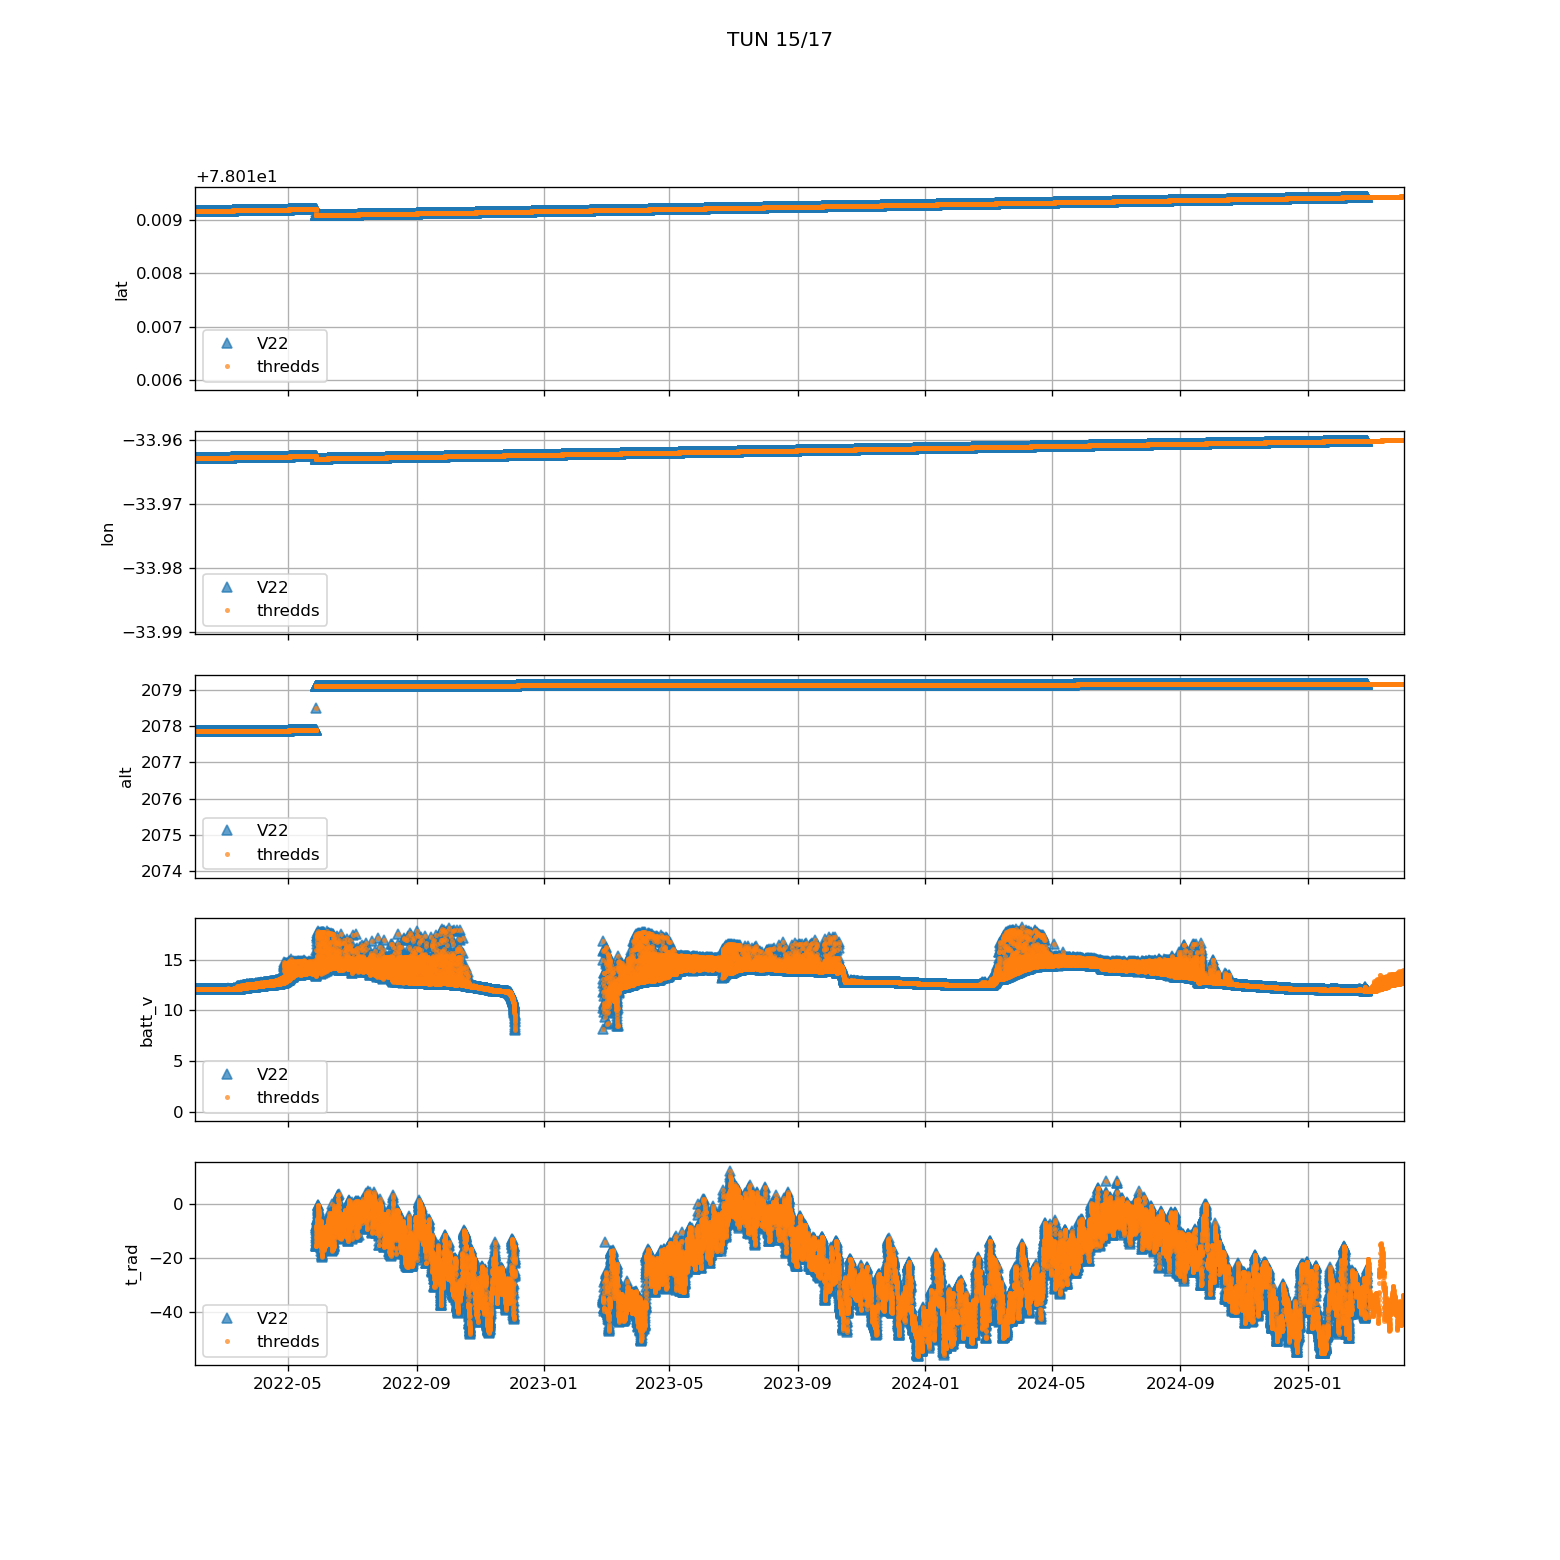 TUN 15/17
+7.801e1
0.009
0.008
0.007
0.006
lat
V22
thredds
−33.96
−33.97
−33.98
−33.99
lon
V22
thredds
2079
2078
2077
2076
2075
2074
alt
V22
thredds
15
10
5
0
batt_v
V22
thredds
0
−20
−40
t_rad
V22
thredds
2022-05 2022-09 2023-01 2023-05 2023-09 2024-01 2024-05 2024-09 2025-01